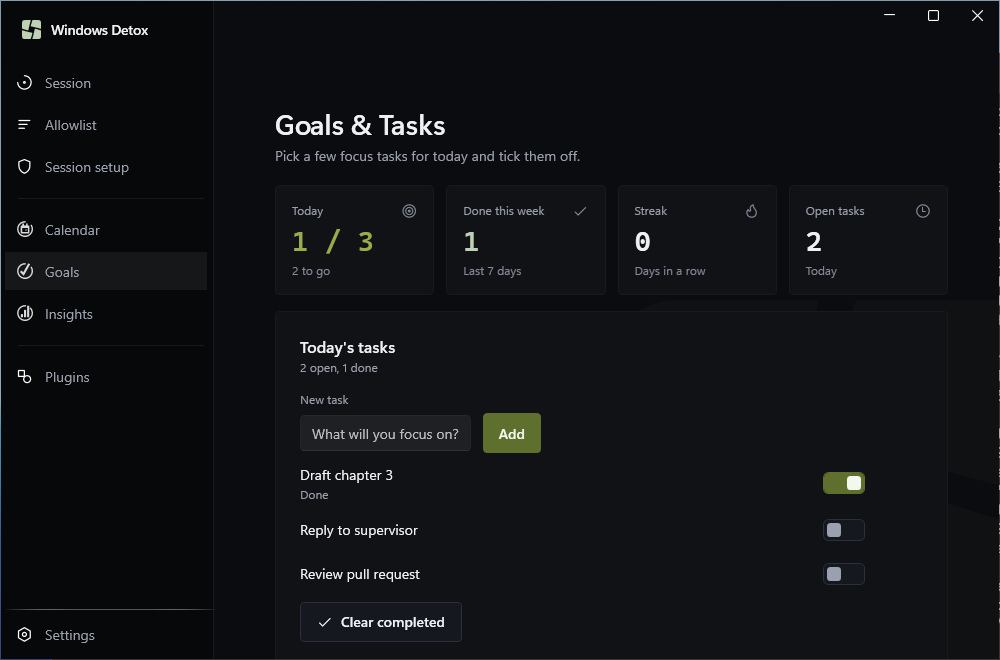 Windows Detox
Session
Allowlist
Session setup
Calendar
Goals
Insights
Plugins
Settings
Goals & Tasks
Pick a few focus tasks for today and tick them off.
Today
1 / 3
2 to go
Done this week
1
Last 7 days
Streak
0
Days in a row
Open tasks
2
Today
Today's tasks
2 open, 1 done
New task
What will you focus on?
Add
Draft chapter 3
Done
Reply to supervisor
Review pull request
Clear completed